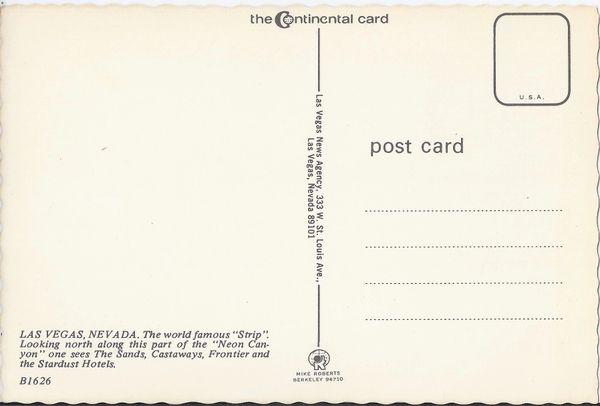 the Continental card
U.S.A.
post card
Las Vegas News Agency, 333 W. St. Louis Ave.,
Las Vegas, Nevada 89101
LAS VEGAS, NEVADA. The world famous "Strip".
Looking north along this part of the "Neon Can-
yon" one sees The Sands, Castaways, Frontier and
the Stardust Hotels.
B1626
MIKE ROBERTS
BERKELEY 94710